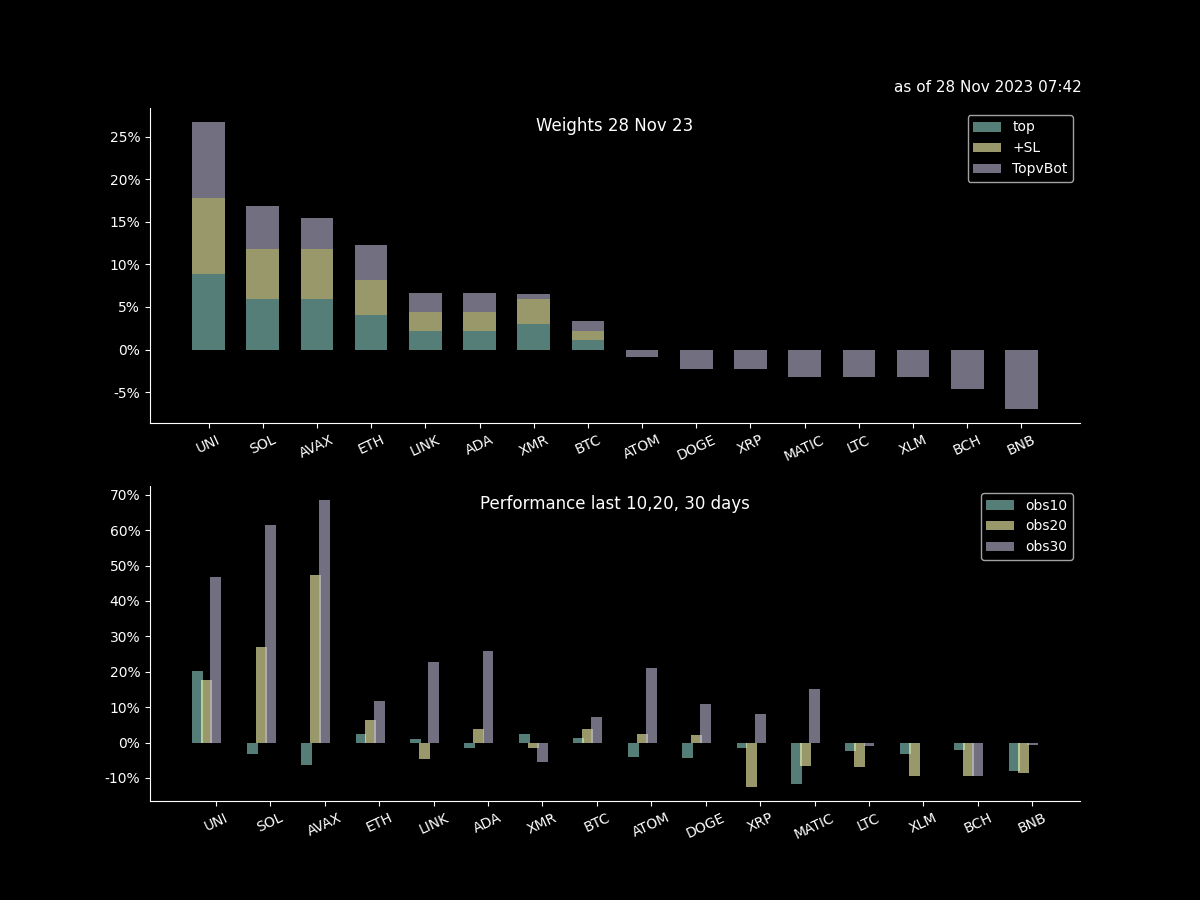 as of 28 Nov 2023 07:42
Weights 28 Nov 23
top
+SL
TopvBot
25%
20%
15%
10%
5%
0%
-5%
UNI SOL AVAX ETH LINK ADA XMR BTC ATOM DOGE XRP MATIC LTC XLM BCH BNB
Performance last 10,20, 30 days
obs10
obs20
obs30
70%
60%
50%
40%
30%
20%
10%
0%
-10%
UNI SOL AVAX ETH LINK ADA XMR BTC ATOM DOGE XRP MATIC LTC XLM BCH BNB